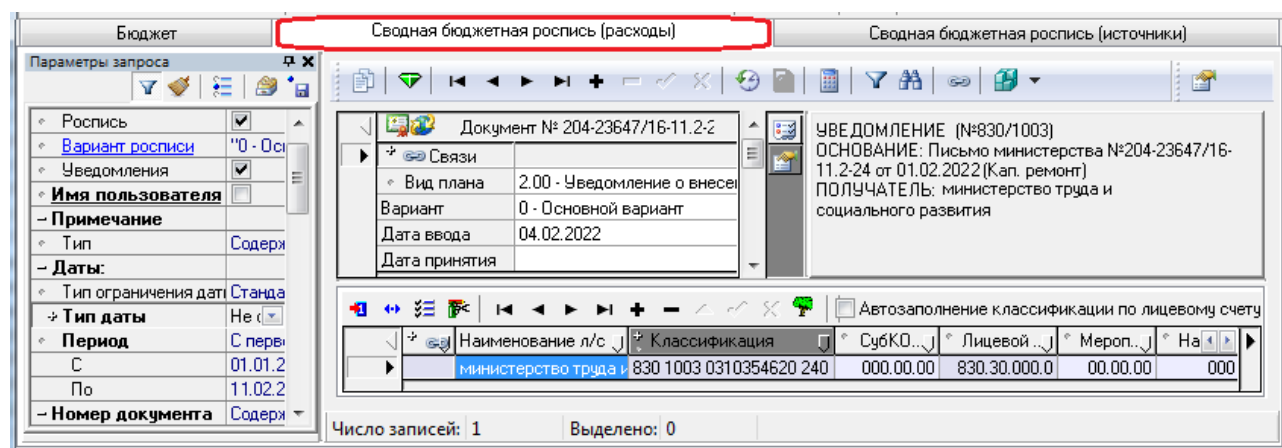 Бюджет
Сводная бюджетная роспись (расходы)
Сводная бюджетная роспись (источники)
Параметры запроса
Роспись
Вариант росписи "0 - Осн
Уведомления
Имя пользователя
Примечание
Тип Содерж
Даты:
Тип ограничения дат Станда
Тип даты Не
Период С перв
С 01.01.2
По 11.02.2
Номер документа Содерж
Документ № 204-23647/16-11.2-2
Связи
Вид плана 2.00 - Уведомление о внесе
Вариант 0 - Основной вариант
Дата ввода 04.02.2022
Дата принятия
УВЕДОМЛЕНИЕ (№830/1003)
ОСНОВАНИЕ: Письмо министерства №204-23647/16-
11.2-24 от 01.02.2022(Кап. ремонт)
ПОЛУЧАТЕЛЬ: министерство труда и
социального развития
Автозаполнение классификации по лицевому счету
Наименование л/с Классификация СубКО... Лицевой ... Мероп... На
министерство труда и 830 1003 0310354620 240 000.00.00 830.30.000.0 00.00.00 000
Число записей: 1 Выделено: 0